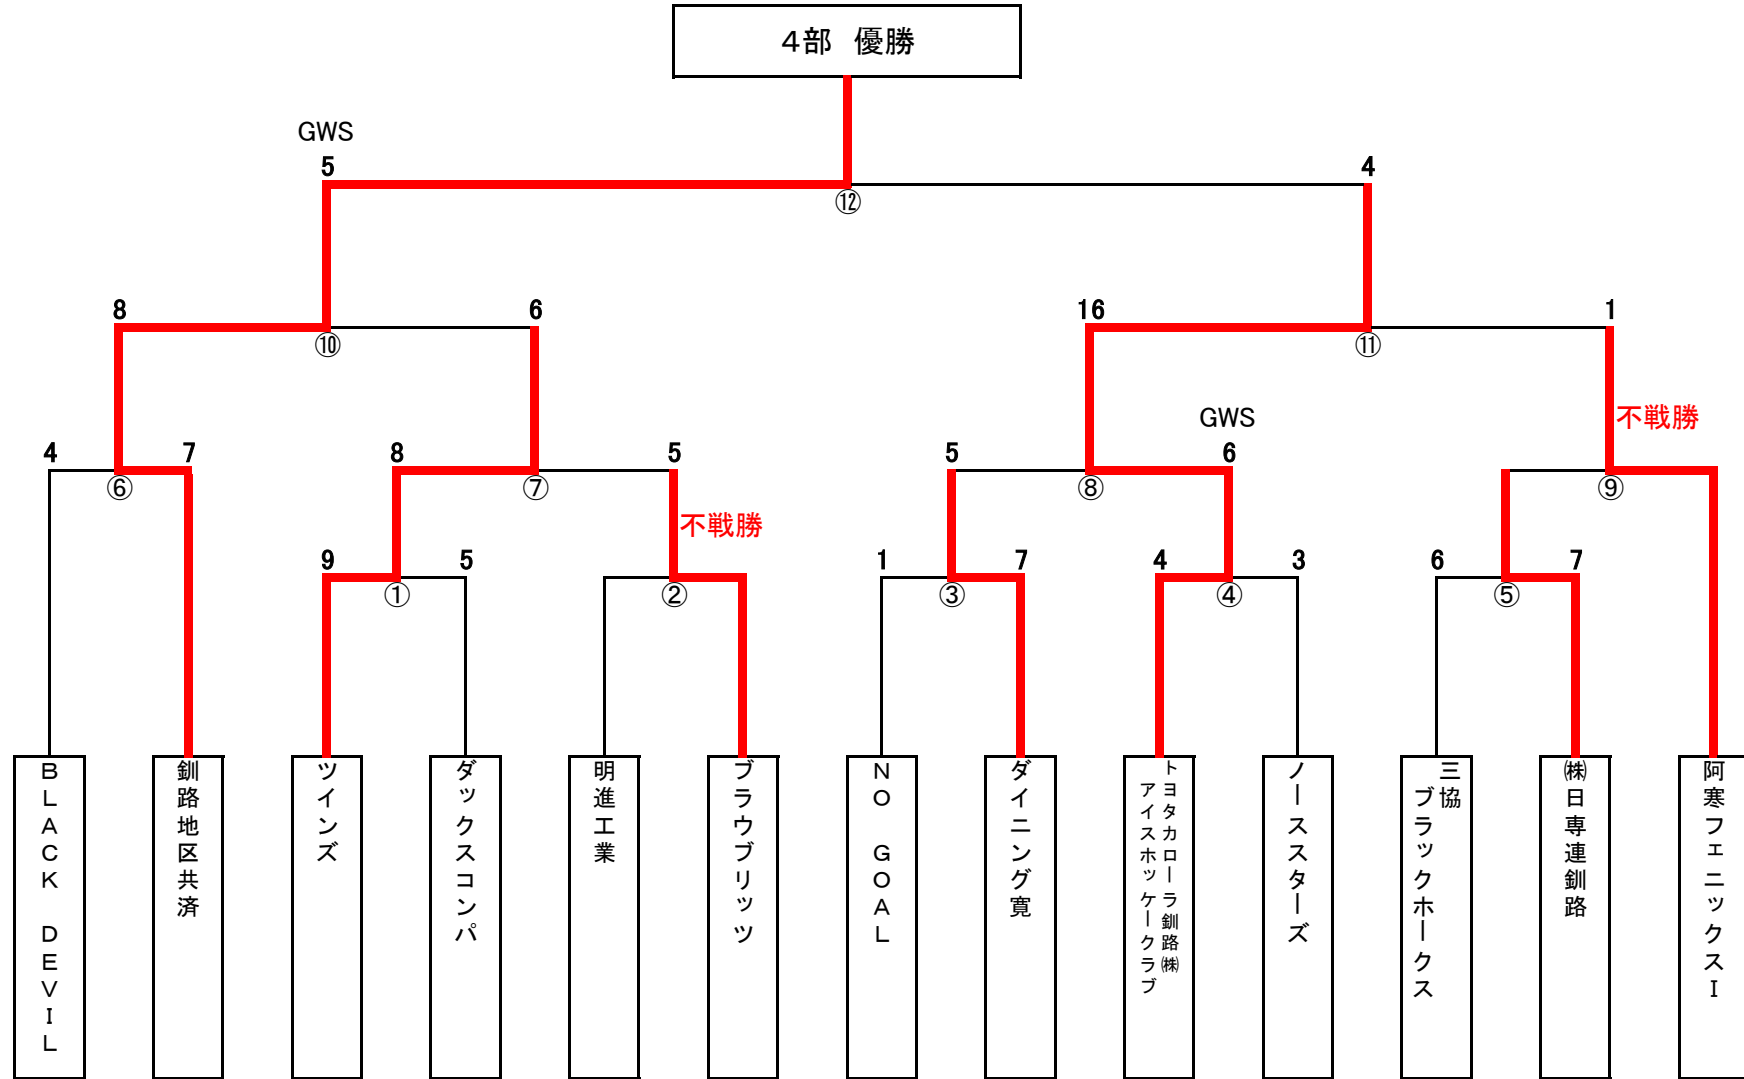 4部　優勝
GWS
5
4
⑫
8
6
16
1
⑩
⑪
不戦勝
GWS
4
7
8
5
5
6
⑥
⑦
⑧
⑨
不戦勝
9
5
1
7
4
3
6
7
①
②
③
④
⑤
BLACK DEVIL
釧路地区共済
ツインズ
ダックスコンパ
明進工業
ブラウブリッツ
NO GOAL
ダイニング寛
トヨタカローラ釧路㈱
アイスホッケークラブ
ノーススターズ
三協
ブラックホークス
㈱日専連釧路
阿寒フェニックスⅠ